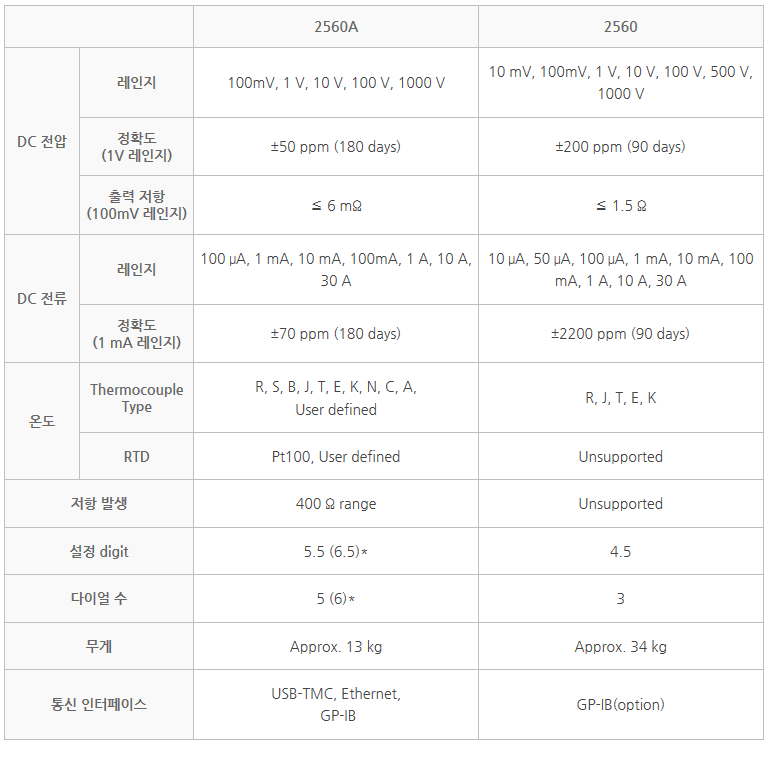 2560A 2560
DC 전압
레인지
100mV, 1 V, 10 V, 100 V, 1000 V
10 mV, 100mV, 1 V, 10 V, 100 V, 500 V,
1000 V
정확도
(1V 레인지)
±50 ppm (180 days)
±200 ppm (90 days)
출력 저항
(100mV 레인지)
≦ 6 mΩ
≦ 1.5 Ω
DC 전류
레인지
100 μA, 1 mA, 10 mA, 100mA, 1 A, 10 A,
30 A
10 μA, 50 μA, 100 μA, 1 mA, 10 mA, 100
mA, 1 A, 10 A, 30 A
정확도
(1 mA 레인지)
±70 ppm (180 days)
±2200 ppm (90 days)
온도
Thermocouple
Type
R, S, B, J, T, E, K, N, C, A,
User defined
R, J, T, E, K
RTD
Pt100, User defined
Unsupported
저항 발생
400 Ω range
Unsupported
설정 digit
5.5 (6.5)*
4.5
다이얼 수
5 (6)*
3
무게
Approx. 13 kg
Approx. 34 kg
통신 인터페이스
USB-TMC, Ethernet,
GP-IB
GP-IB(option)